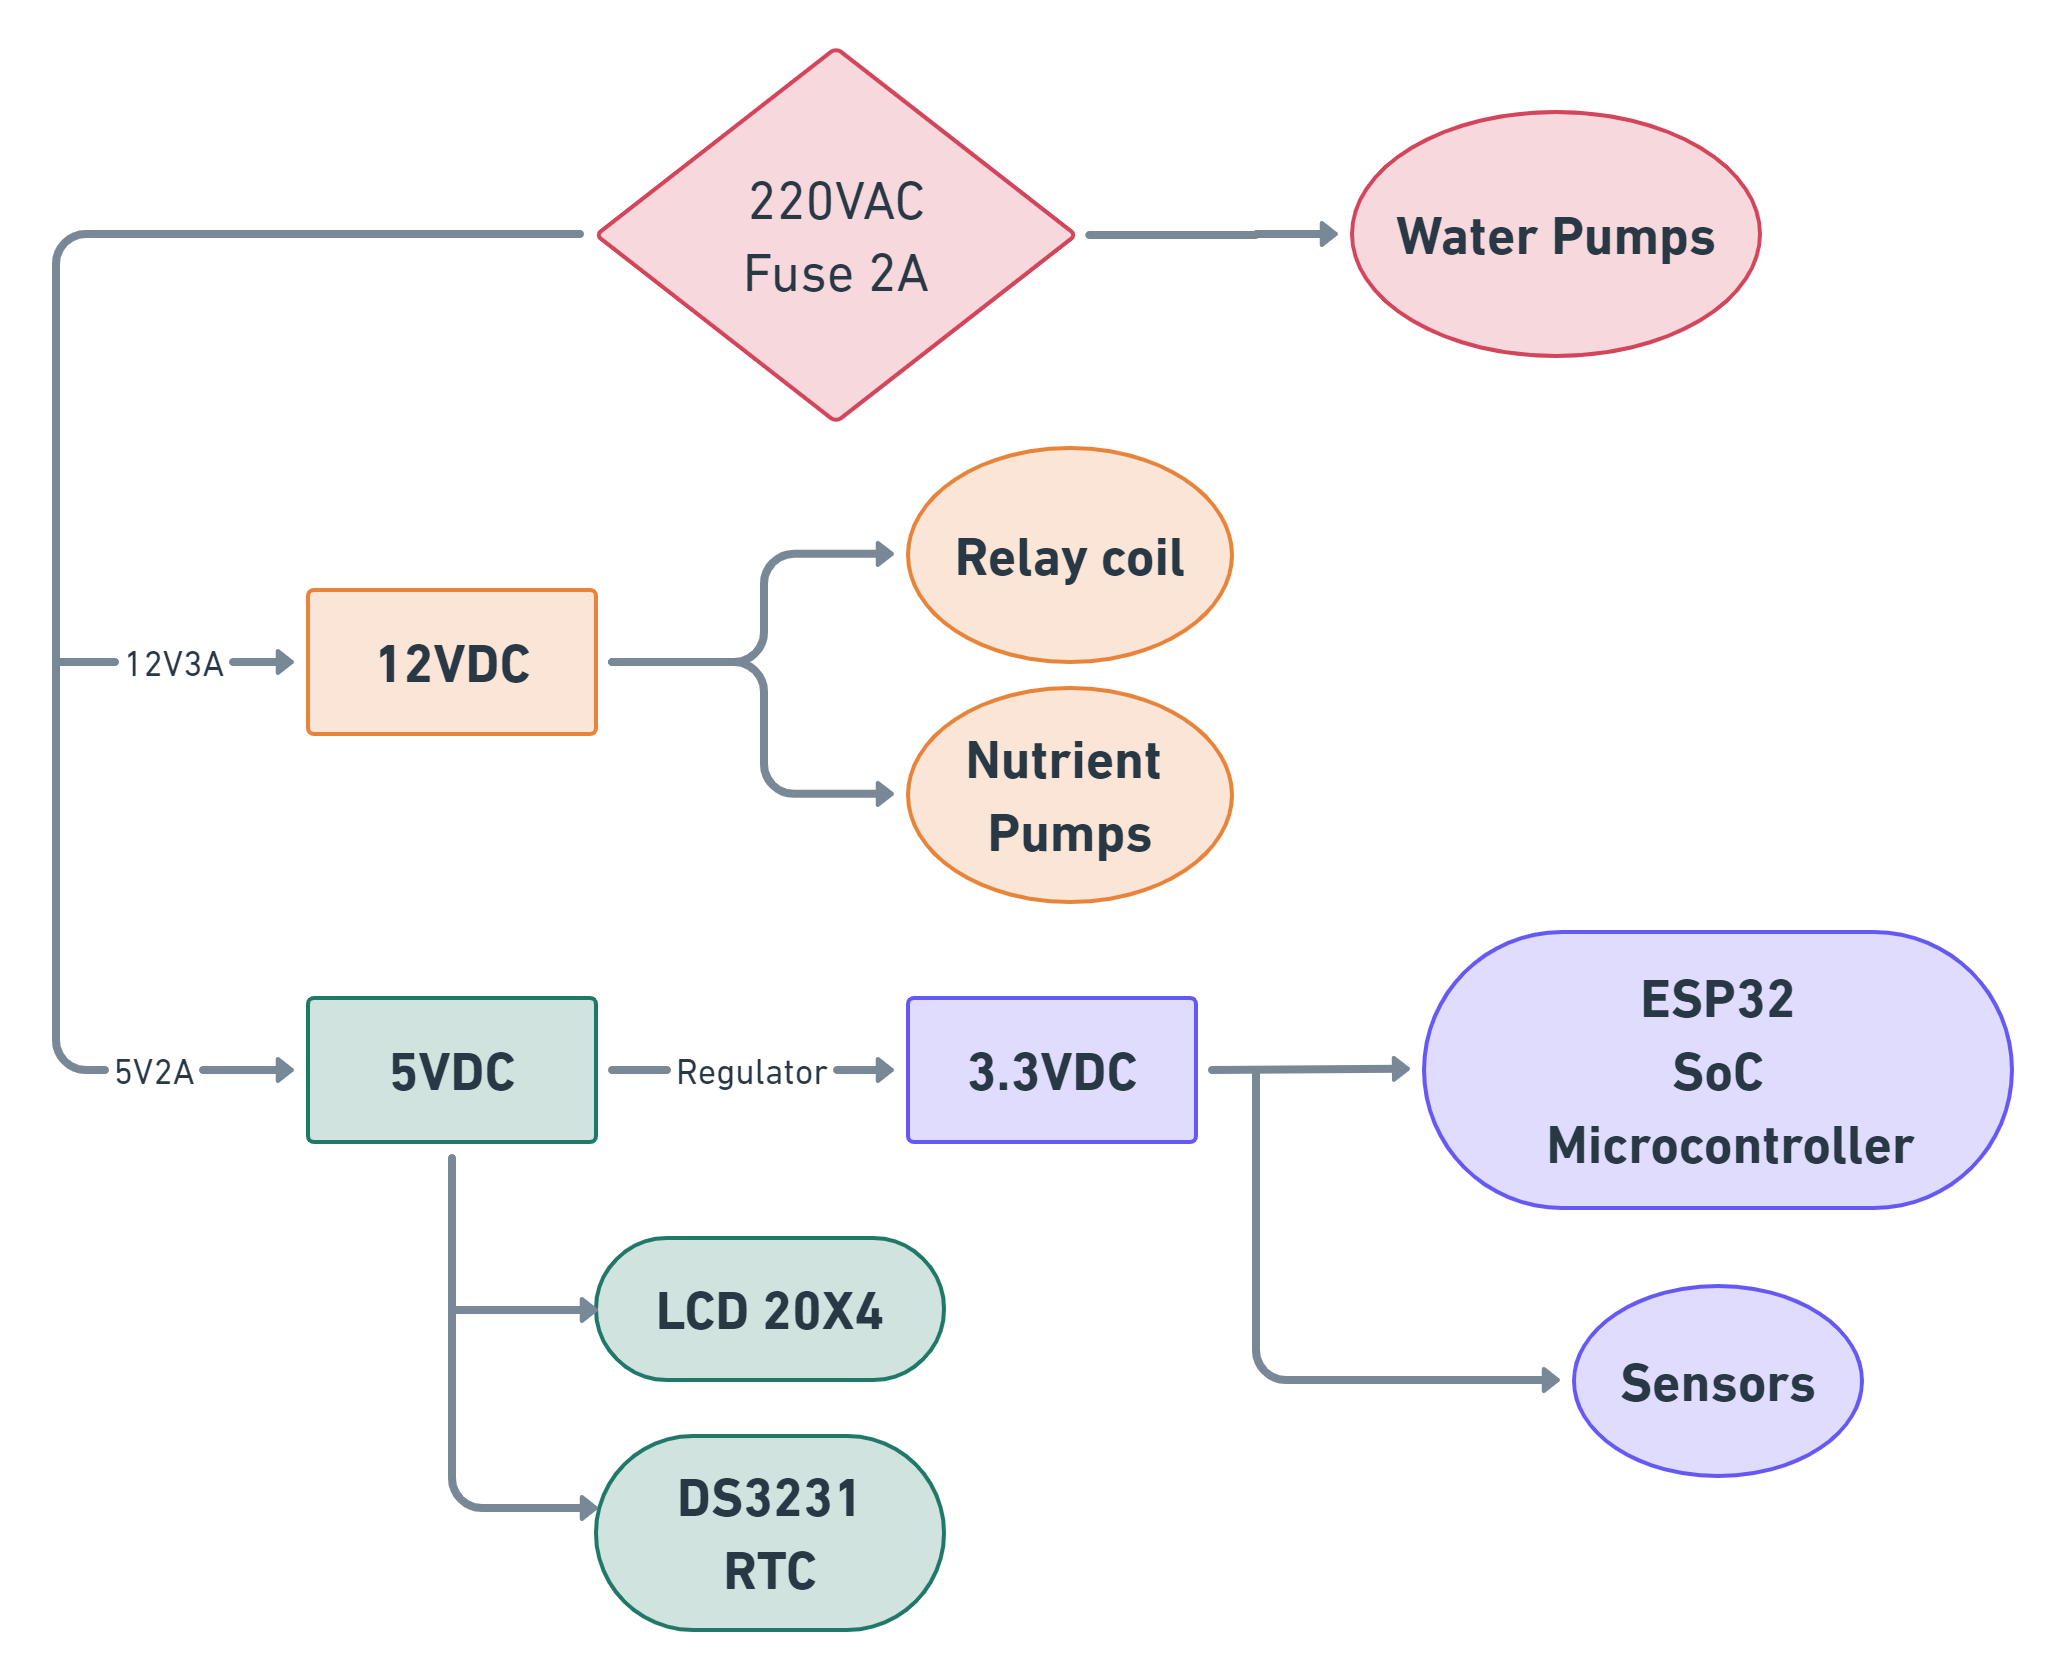 220VAC
Fuse 2A
Water Pumps
Relay coil
12V3A
12VDC
Nutrient
Pumps
5V2A
5VDC
Regulator
3.3VDC
ESP32
SoC
Microcontroller
LCD 20X4
Sensors
DS3231
RTC